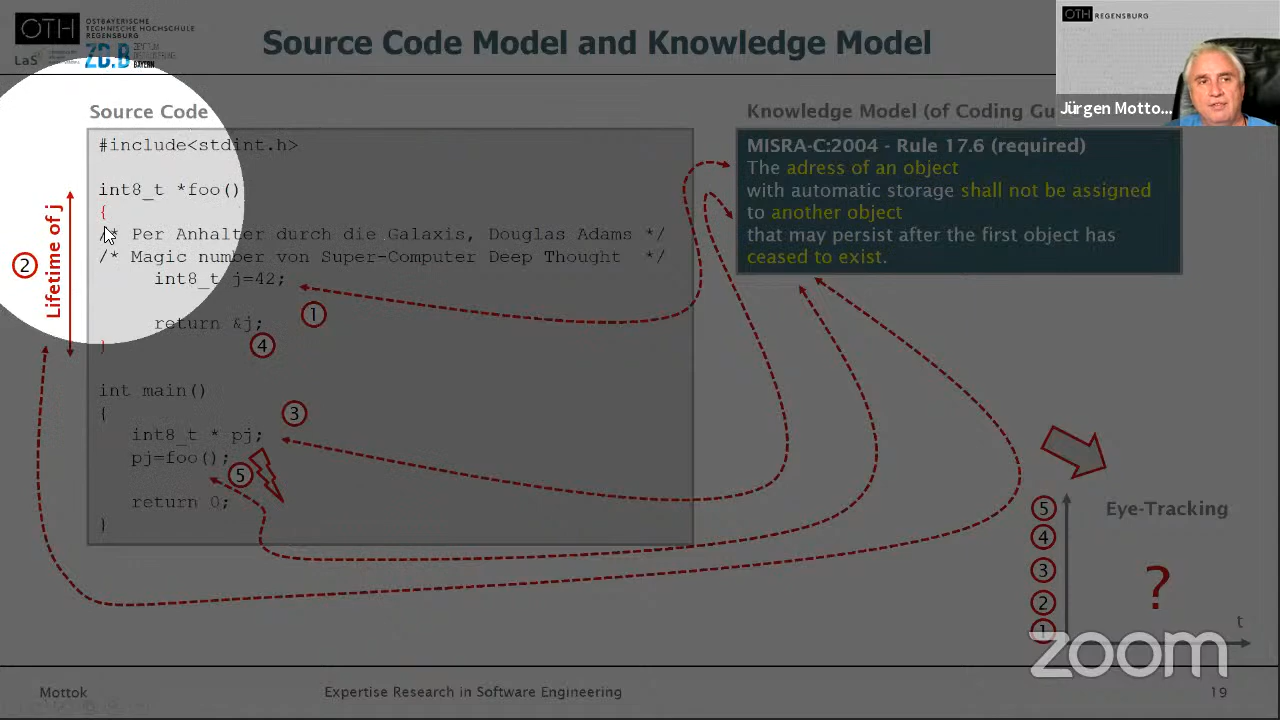 OTH
OSTBAYERISCHE
TECHNISCHE HOCHSCHULE
REGENSBURG
LaS
ZD.B
ZENTRUM
DIGITALISIERUNG
BAYERN
Source Code Model and Knowledge Model
OTH REGENSBURG
Jürgen Motto...
Source Code
#include<stdint.h>
int8_t *foo()
{
/* Per Anhalter durch die Galaxis, Douglas Adams */
/* Magic number von Super-Computer Deep Thought */
int8_t j=42;
return &j;
}
int main()
{
int8_t * pj;
pj=foo();
return 0;
}
2
Lifetime of j
1
4
3
5
Knowledge Model (of Coding Gu
MISRA-C:2004 - Rule 17.6 (required)
The adress of an object
with automatic storage shall not be assigned
to another object
that may persist after the first object has
ceased to exist.
Eye-Tracking
5
4
3
2
1
?
t
zoom
Mottok
Expertise Research in Software Engineering
19